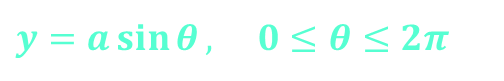 y = a sin θ ,   0 ≤ θ ≤ 2π